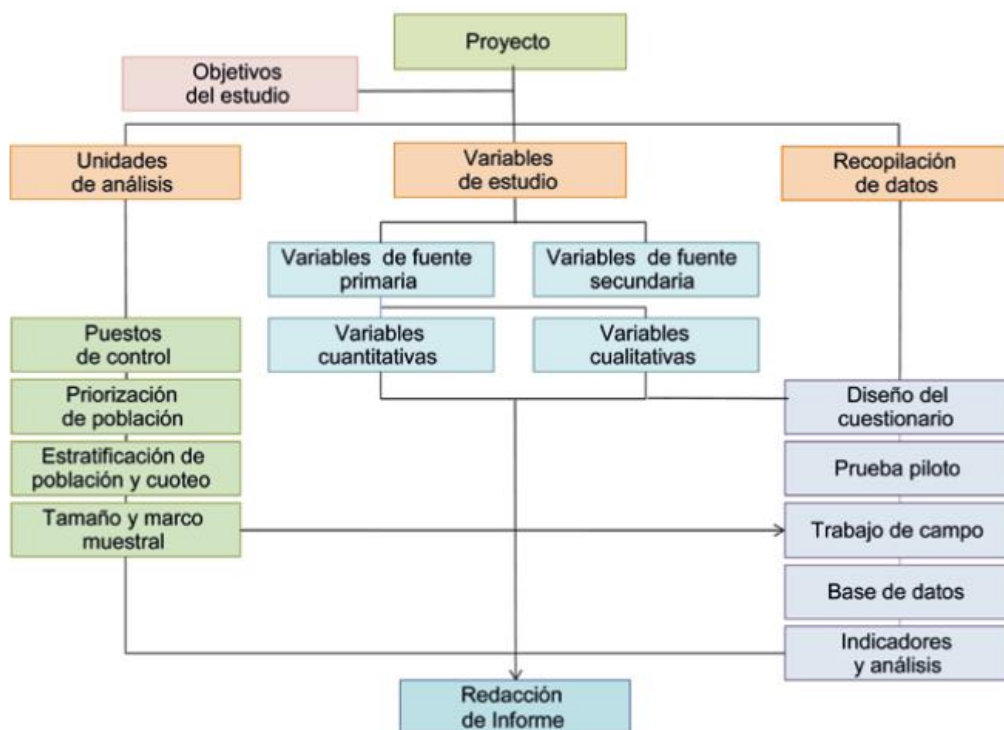 Proyecto
Objetivos
del estudio
Unidades
de análisis
Variables
de estudio
Recopilación
de datos
Variables de fuente
primaria
Variables de fuente
secundaria
Puestos
de control
Variables
cuantitativas
Variables
cualitativas
Priorización
de población
Diseño del
cuestionario
Estratificación de
población y cuoteo
Prueba piloto
Tamaño y marco
muestral
Trabajo de campo
Base de datos
Indicadores
y análisis
Redacción
de Informe